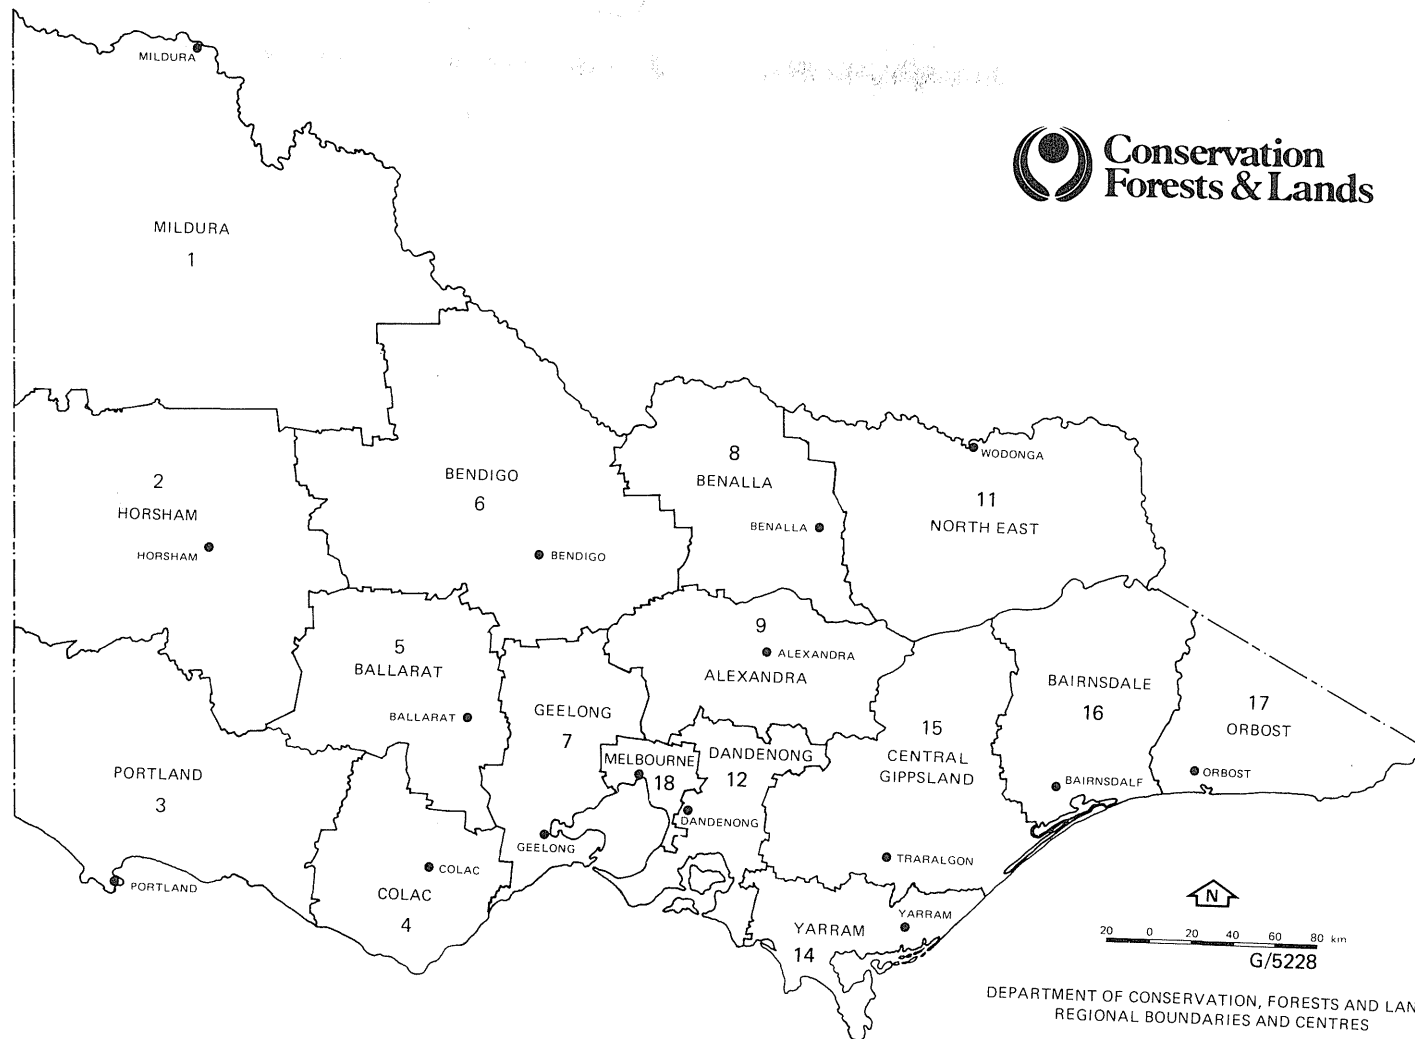 MILDURA
Conservation
Forests & Lands
MILDURA
1
2
HORSHAM
HORSHAM
BENDIGO
6
BENDIGO
8
BENALLA
BENALLA
WODONGA
11
NORTH EAST
5
BALLARAT
BALLARAT
9
ALEXANDRA
ALEXANDRA
GEELONG
7
GEELONG
MELBOURNE
18
DANDENONG
12
DANDENONG
15
CENTRAL
GIPPSLAND
TRARALGON
BAIRNSDALE
16
BAIRNSDALF
17
ORBOST
ORBOST
PORTLAND
3
PORTLAND
COLAC
COLAC
4
YARRAM
YARRAM
14
N
20 0 20 40 60 80 km
G/5228
DEPARTMENT OF CONSERVATION, FORESTS AND LAN
REGIONAL BOUNDARIES AND CENTRES